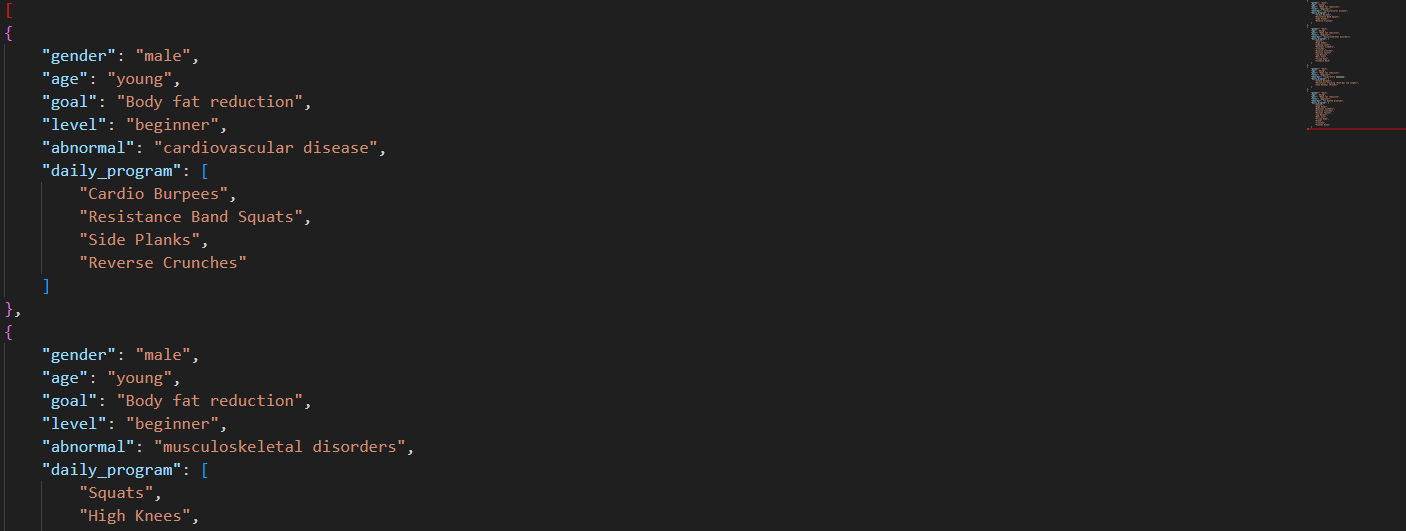 [
{
"gender": "male",
"age": "young",
"goal": "Body fat reduction",
"level": "beginner",
"abnormal": "cardiovascular disease",
"daily_program": [
"Cardio Burpees",
"Resistance Band Squats",
"Side Planks",
"Reverse Crunches"
]
},
{
"gender": "male",
"age": "young",
"goal": "Body fat reduction",
"level": "beginner",
"abnormal": "musculoskeletal disorders",
"daily_program": [
"Squats",
"High Knees",